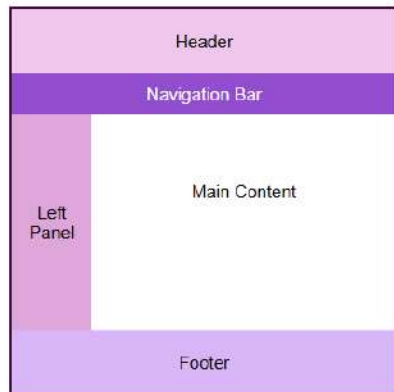 Header
Navigation Bar
Main Content
Left
Panel
Footer